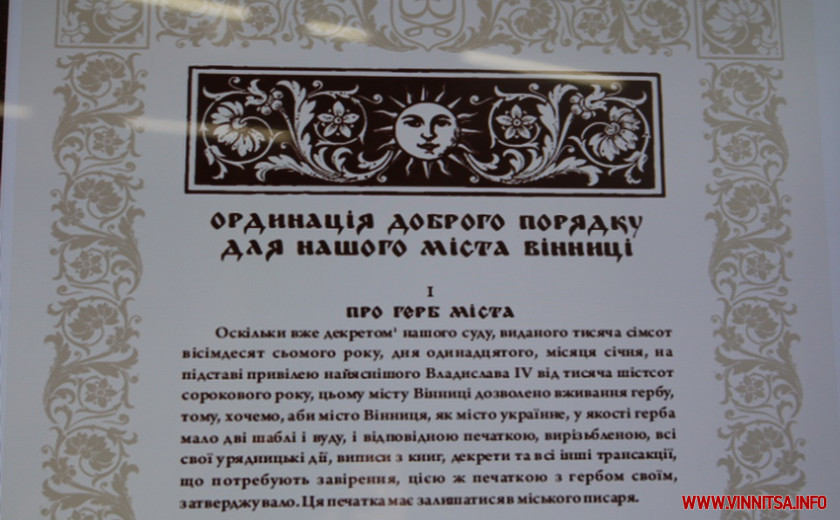 ОРДИНАЦІЯ ДОБРОГО ПОРЯДКУ
ДЛЯ НАШОГО МІСТА ВІННИЦІ
I
ПРО ГЕРБ МІСТА
Оскільки вже декретом¹ нашого суду, виданого тисяча сімсот
вісімдесят сьомого року, дня одинадцятого, місяця січня, на
підставі привілею найяснішого Владислава IV від тисяча шістсот
сорокового року, цьому місту Вінниці дозволено вживання гербу,
тому, хочемо, аби місто Вінниця, як місто українне, у якості герба
мало дві шаблі і вуду, і відповідною печаткою, вирізьбленою, всі
свої урядницькі дії, виписи з книг, декрети та всі інші трансакції,
що потребують завірення, цією ж печаткою з гербом своїм,
затверджувало. Ця печатка має залишатися в міського писаря.
WWW.VINNITSA.INFO